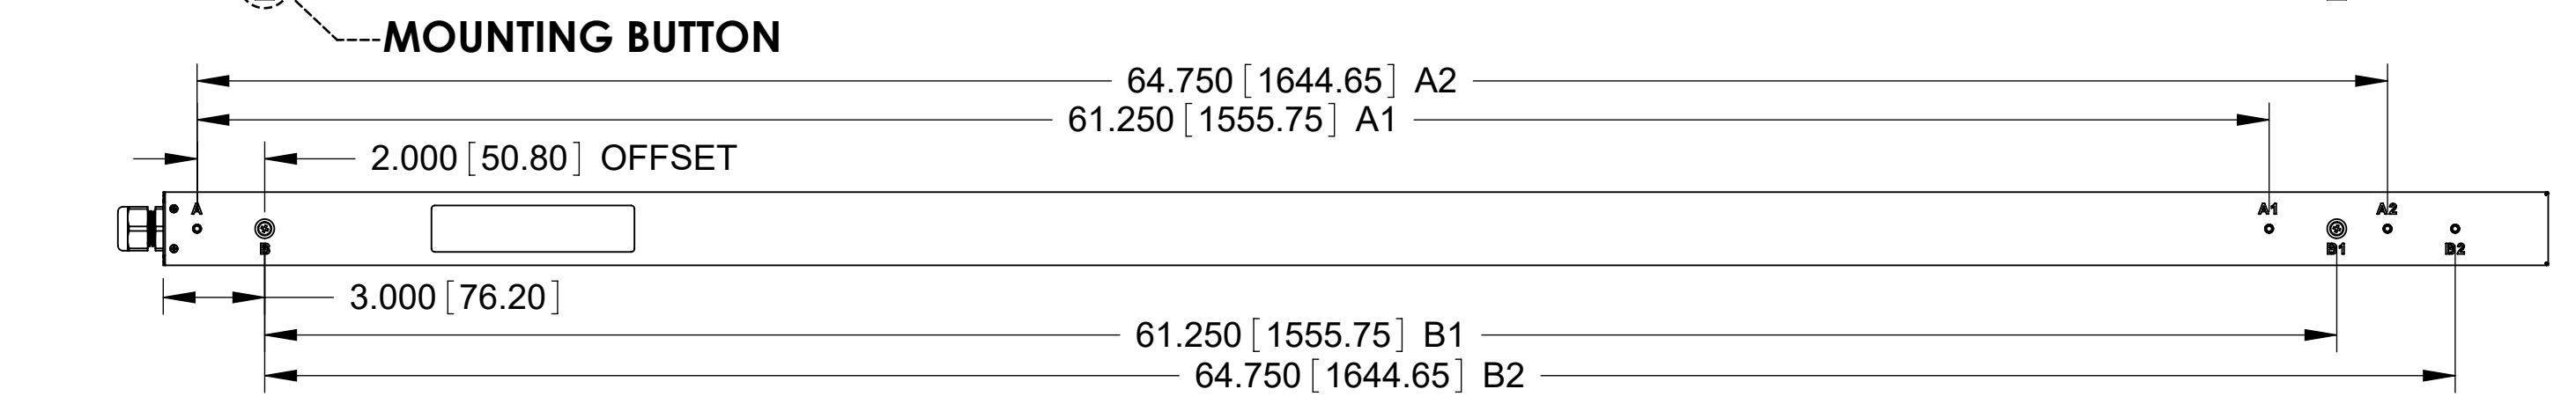 MOUNTING BUTTON
64.750 [1644.65] A2
61.250 [1555.75] A1
2.000 [50.80] OFFSET
A A1 A2
B B1 B2
3.000 [76.20]
61.250 [1555.75] B1
64.750 [1644.65] B2